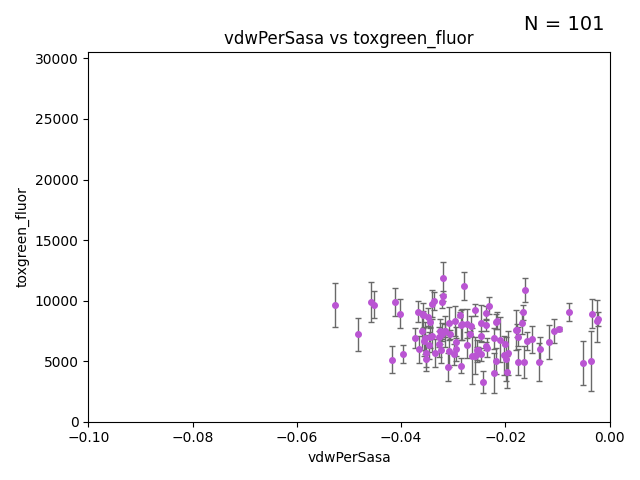 N = 101
vdwPerSasa vs toxgreen_fluor
30000
25000
20000
15000
10000
5000
0
toxgreen_fluor
−0.10 −0.08 −0.06 −0.04 −0.02 0.00
vdwPerSasa